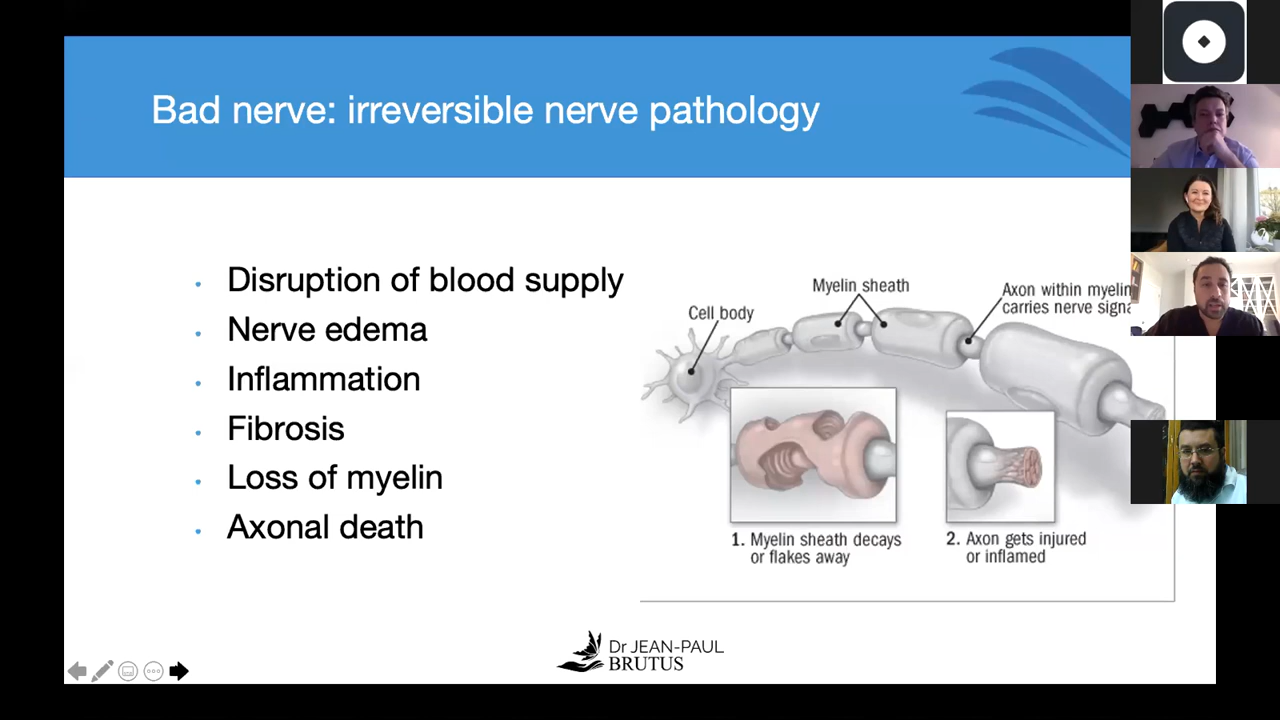 Bad nerve: irreversible nerve pathology
Disruption of blood supply
Nerve edema
Inflammation
Fibrosis
Loss of myelin
Axonal death
Cell body
Myelin sheath
Axon within myelin
carries nerve
1. Myelin sheath decays
or flakes away
2. Axon gets injured
or inflamed
Dr JEAN-PAUL
BRUTUS